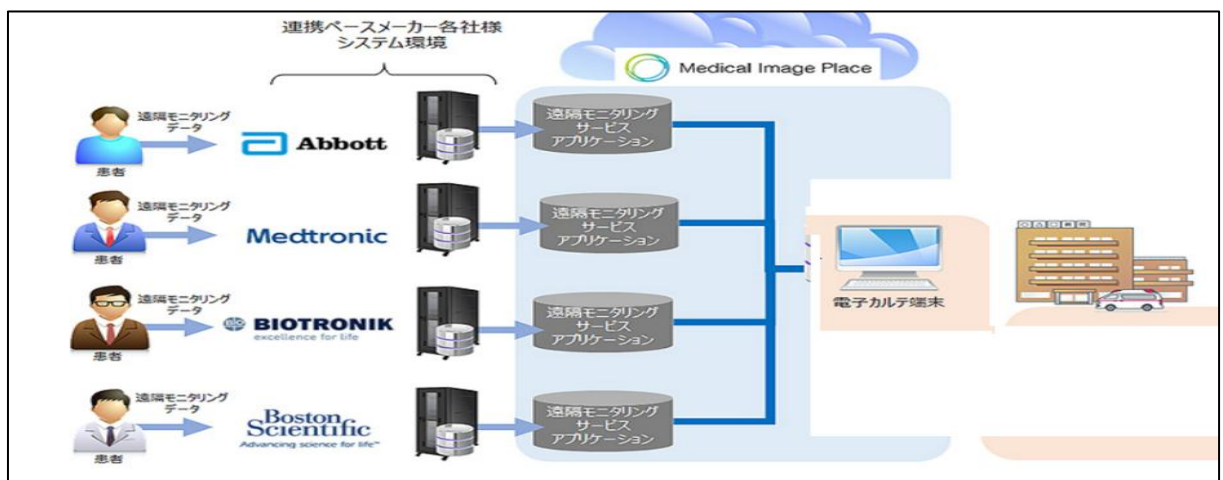 連携ペースメーカー各社様
システム環境
Medical Image Place
遠隔モニタリング
データ
患者
Abbott
遠隔モニタリング
サービス
アプリケーション
遠隔モニタリング
データ
患者
Medtronic
遠隔モニタリング
サービス
アプリケーション
電子カルテ端末
遠隔モニタリング
データ
患者
BIOTRONIK
excellence for life
遠隔モニタリング
サービス
アプリケーション
遠隔モニタリング
データ
患者
Boston
Scientific
Advancing science for life™
遠隔モニタリング
サービス
アプリケーション